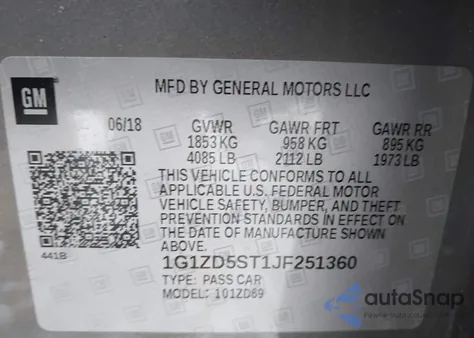 GM
MFD BY GENERAL MOTORS LLC
06/18 GVWR GAWR FRT GAWR RR
1853 KG 958 KG 895 KG
4085 LB 2112 LB 1973 LB
THIS VEHICLE CONFORMS TO ALL
APPLICABLE U.S. FEDERAL MOTOR
VEHICLE SAFETY, BUMPER, AND THEFT
PREVENTION STANDARDS IN EFFECT ON
THE DATE OF MANUFACTURE SHOWN
ABOVE.
441B
1G1ZD5ST1JF251360
TYPE: PASS CAR
MODEL: 101ZD69
autoSnap